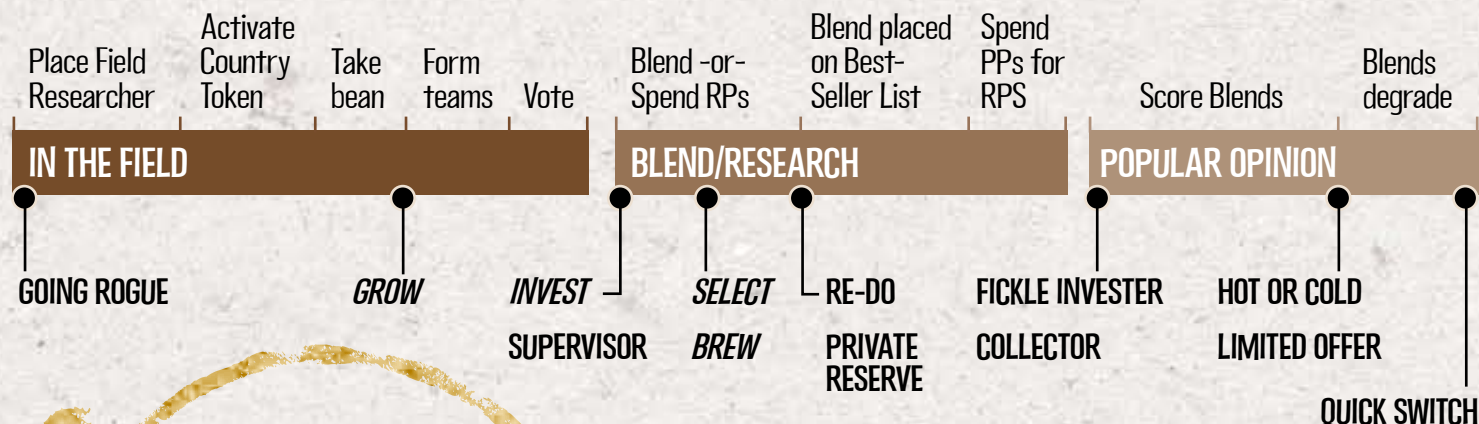 Place Field
Researcher
Activate
Country
Token
Take
bean
Form
teams
Vote
Blend -or-
Spend RPs
Blend placed
on Best-
Seller List
Spend
PPs for
RPS
Score Blends
Blends
degrade
IN THE FIELD
BLEND/RESEARCH
POPULAR OPINION
GOING ROGUE
GROW
INVEST
SUPERVISOR
SELECT
BREW
RE-DO
PRIVATE
RESERVE
FICKLE INVESTER
COLLECTOR
HOT OR COLD
LIMITED OFFER
QUICK SWITCH